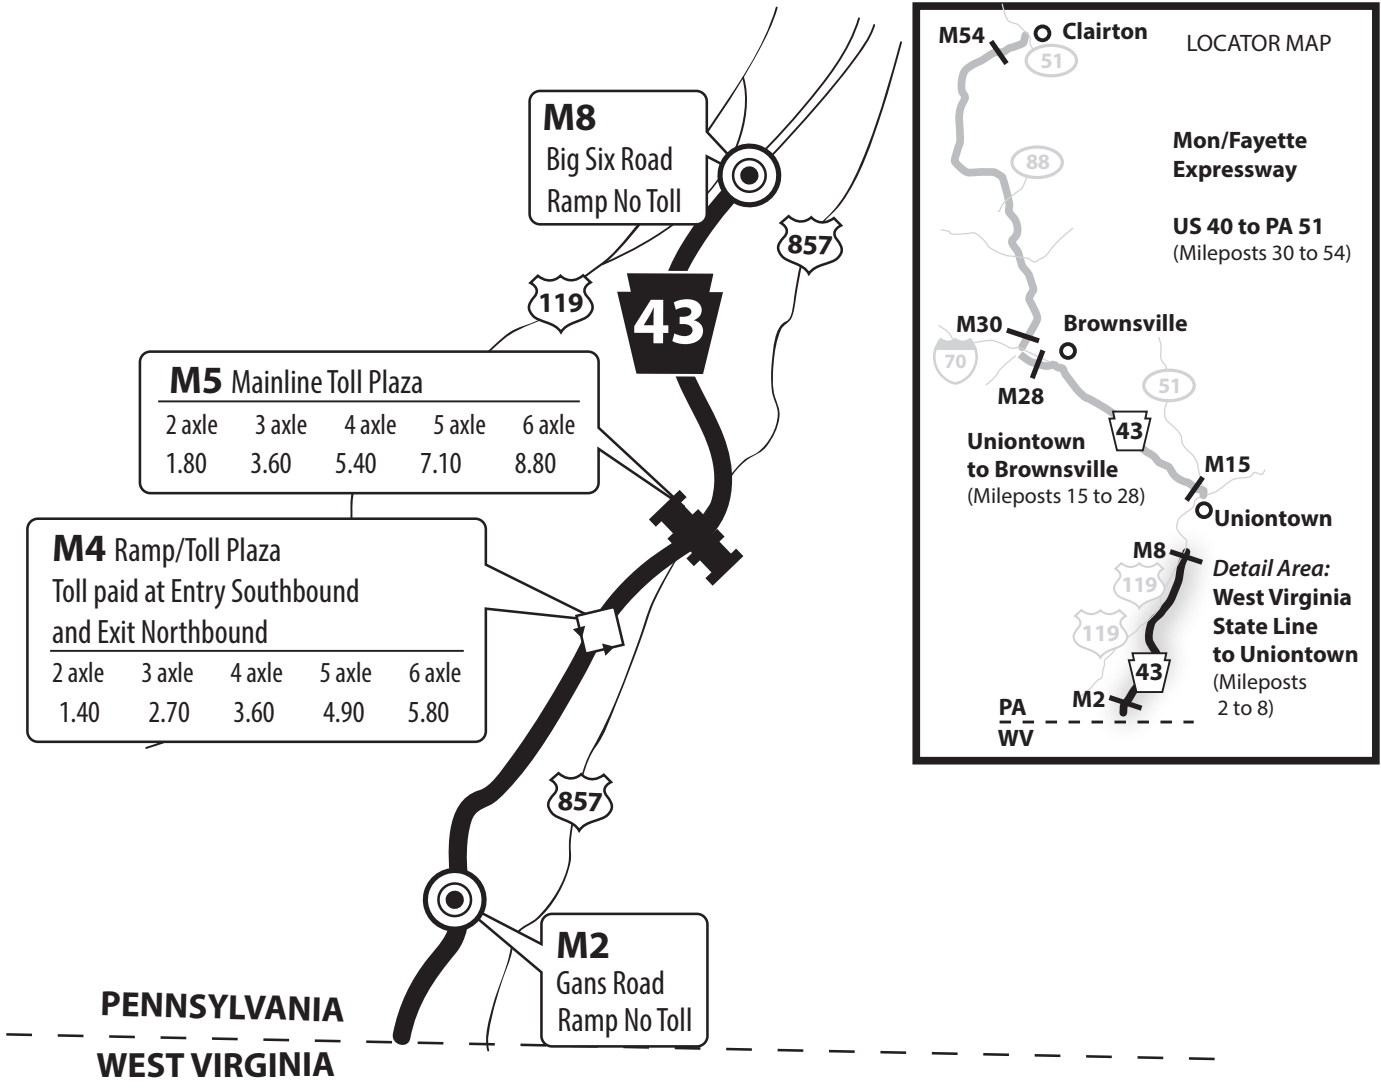 M8
Big Six Road
Ramp No Toll
857
119
43
M5 Mainline Toll Plaza
2 axle 3 axle 4 axle 5 axle 6 axle
1.80 3.60 5.40 7.10 8.80
M4 Ramp/Toll Plaza
Toll paid at Entry Southbound
and Exit Northbound
2 axle 3 axle 4 axle 5 axle 6 axle
1.40 2.70 3.60 4.90 5.80
857
M2
Gans Road
Ramp No Toll
PENNSYLVANIA
WEST VIRGINIA
M54
Clairton
LOCATOR MAP
51
Mon/Fayette
Expressway
88
US 40 to PA 51
(Mileposts 30 to 54)
M30
Brownsville
70
M28
51
43
Uniontown
to Brownsville
(Mileposts 15 to 28)
M15
Uniontown
M8
119
Detail Area:
West Virginia
State Line
to Uniontown
(Mileposts
2 to 8)
119
43
M2
PA
WV